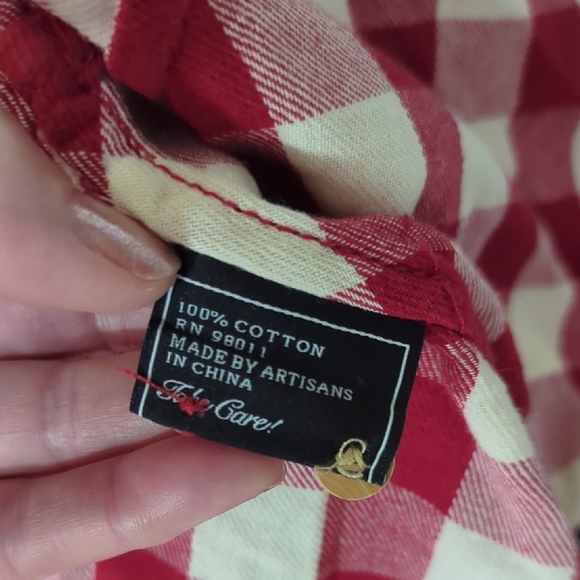 100% COTTON
RN 98011
MADE BY ARTISANS
IN CHINA
Take Care!